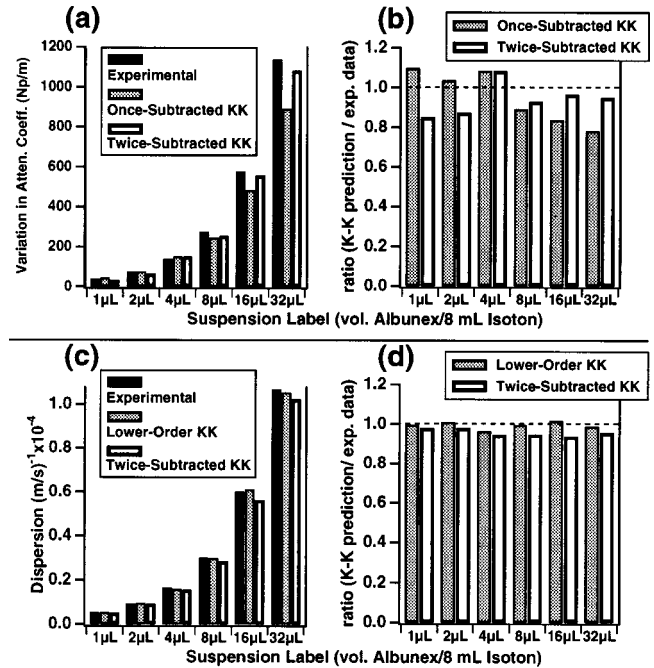 (a)
Variation in Atten. Coeff. (Np/m)
1200
1000
800
600
400
200
0
Experimental
Once-Subtracted KK
Twice-Subtracted KK
1µL 2µL 4µL 8µL 16µL 32µL
(b)
Once-Subtracted KK
Twice-Subtracted KK
ratio (K-K prediction / exp. data)
1.2
1.0
0.8
0.6
0.4
0.2
0.0
1µL 2µL 4µL 8µL 16µL 32µL
Suspension Label (vol. Albunex/8 mL Isoton)
(c)
Dispersion (m/s)⁻¹x10⁻⁴
1.0
0.8
0.6
0.4
0.2
0.0
Experimental
Lower-Order KK
Twice-Subtracted KK
1µL 2µL 4µL 8µL 16µL 32µL
(d)
Lower-Order KK
Twice-Subtracted KK
ratio (K-K prediction/ exp. data)
1.2
1.0
0.8
0.6
0.4
0.2
0.0
1µL 2µL 4µL 8µL 16µL 32µL
Suspension Label (vol. Albunex/8 mL Isoton)